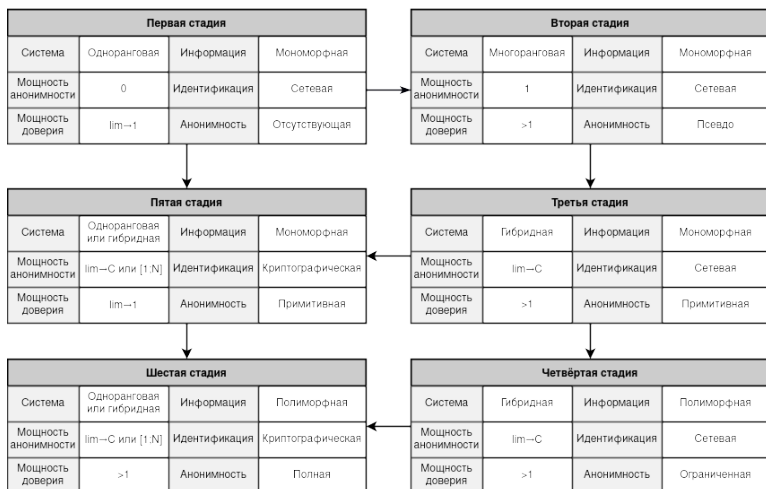 Первая стадия
Система Одноранговая Информация Мономорфная
Мощность анонимности 0 Идентификация Сетевая
Мощность доверия lim→1 Анонимность Отсутствующая
Вторая стадия
Система Многоранговая Информация Мономорфная
Мощность анонимности 1 Идентификация Сетевая
Мощность доверия >1 Анонимность Псевдо
Пятая стадия
Система Одноранговая или гибридная Информация Мономорфная
Мощность анонимности lim→C или [1;N] Идентификация Криптографическая
Мощность доверия lim→1 Анонимность Примитивная
Третья стадия
Система Гибридная Информация Мономорфная
Мощность анонимности lim→C Идентификация Сетевая
Мощность доверия >1 Анонимность Примитивная
Шестая стадия
Система Одноранговая или гибридная Информация Полиморфная
Мощность анонимности lim→C или [1;N] Идентификация Криптографическая
Мощность доверия >1 Анонимность Полная
Четвёртая стадия
Система Гибридная Информация Полиморфная
Мощность анонимности lim→C Идентификация Сетевая
Мощность доверия >1 Анонимность Ограниченная